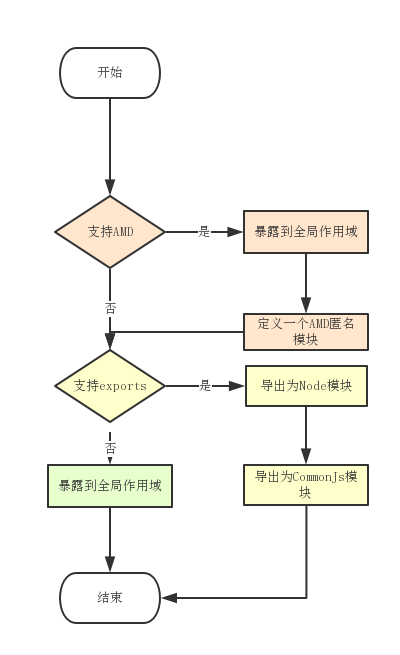 开始
支持AMD
是
暴露到全局作用域
否
定义一个AMD匿名
模块
支持exports
是
导出为Node模块
否
暴露到全局作用域
导出为CommonJs模
块
结束